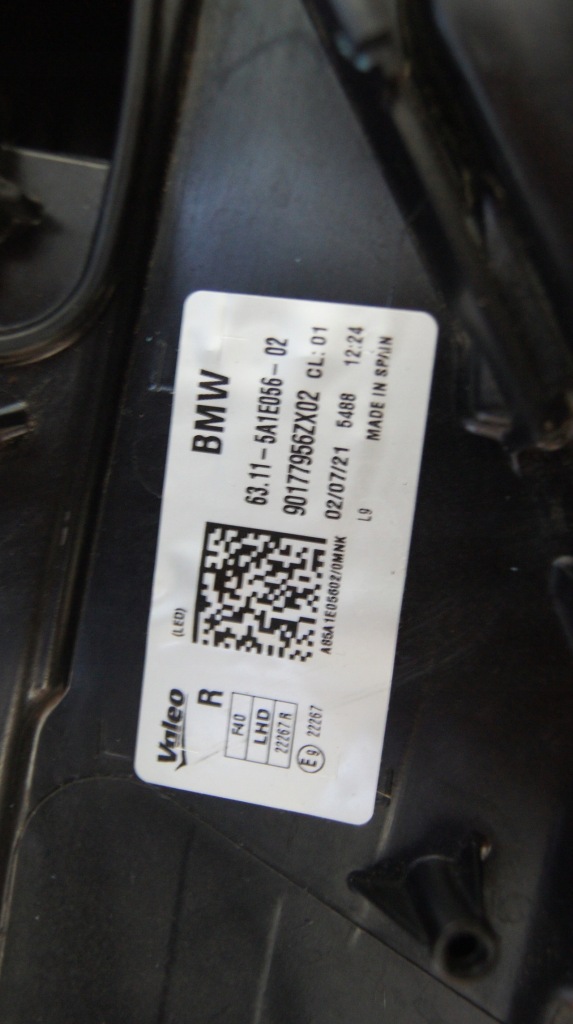 Valeo
(LED)
BMW
R
63.11-5A1E056-02
90177956ZX02 CL:01
02/07/21 5488 12:24
L9 MADE IN SPAIN
F40
LHD
22267 R
E9 22267
A85A1E05602/0MNK